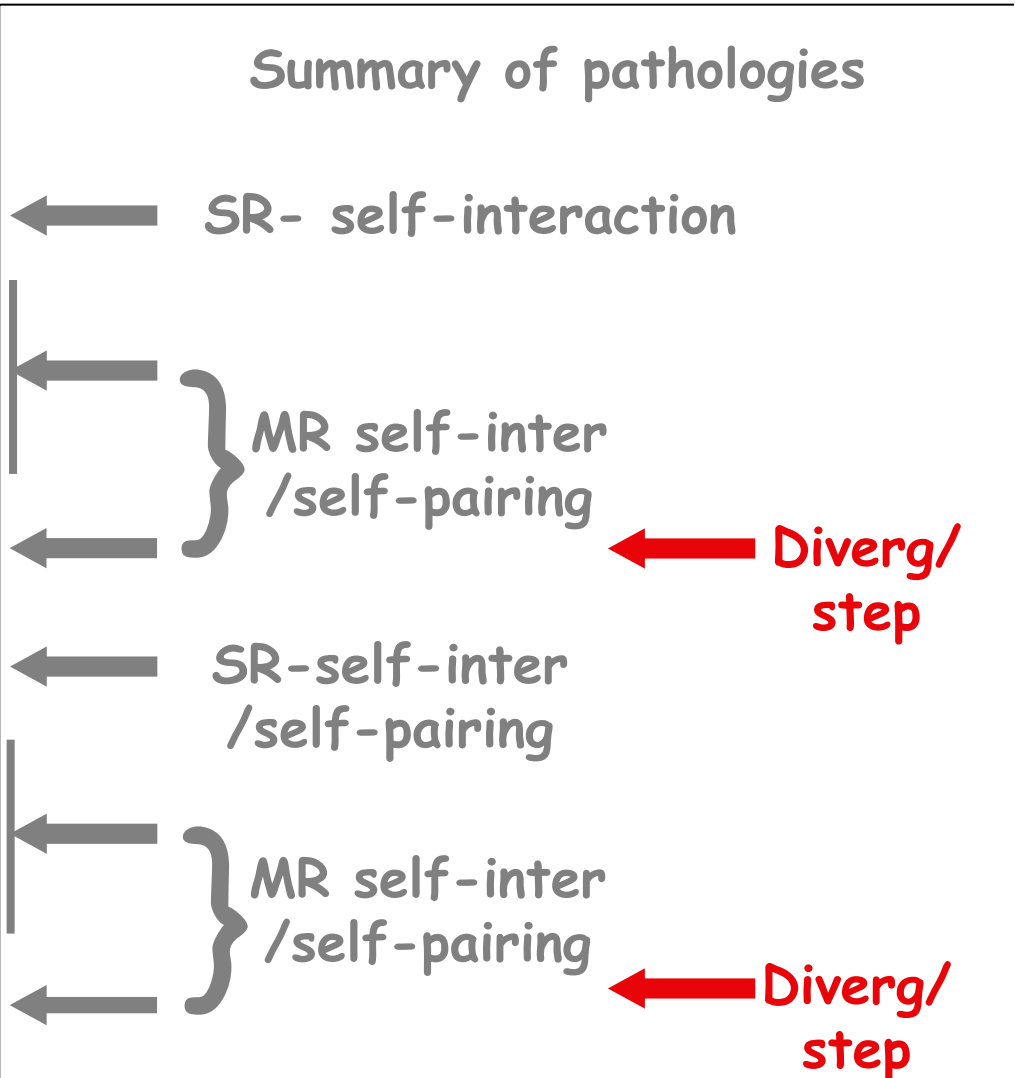 Summary of pathologies
SR- self-interaction
MR self-inter
/self-pairing
Diverg/
step
SR-self-inter
/self-pairing
MR self-inter
/self-pairing
Diverg/
step